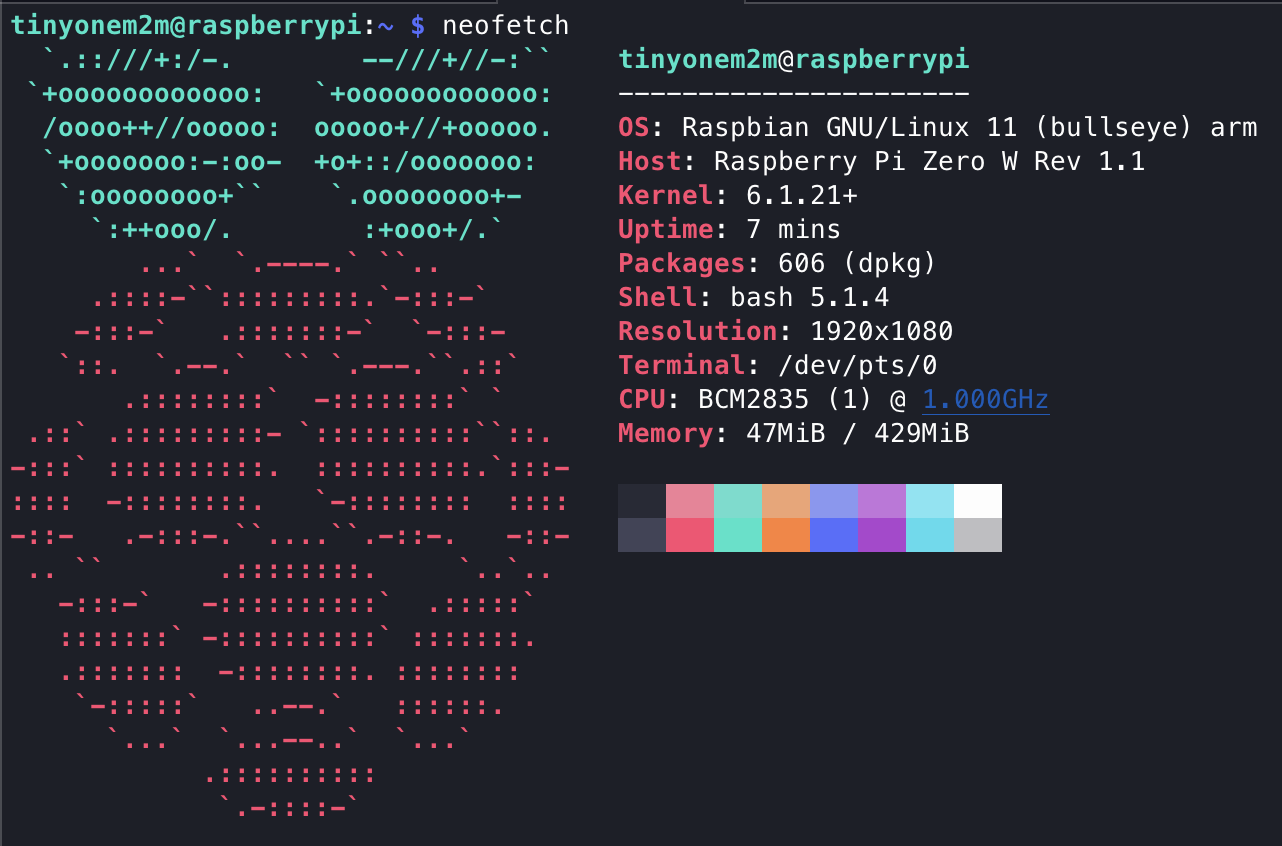 tinyonem2m@raspberrypi:~ $ neofetch
tinyonem2m@raspberrypi
----------------------
OS: Raspbian GNU/Linux 11 (bullseye) arm
Host: Raspberry Pi Zero W Rev 1.1
Kernel: 6.1.21+
Uptime: 7 mins
Packages: 606 (dpkg)
Shell: bash 5.1.4
Resolution: 1920x1080
Terminal: /dev/pts/0
CPU: BCM2835 (1) @ 1.000GHz
Memory: 47MiB / 429MiB